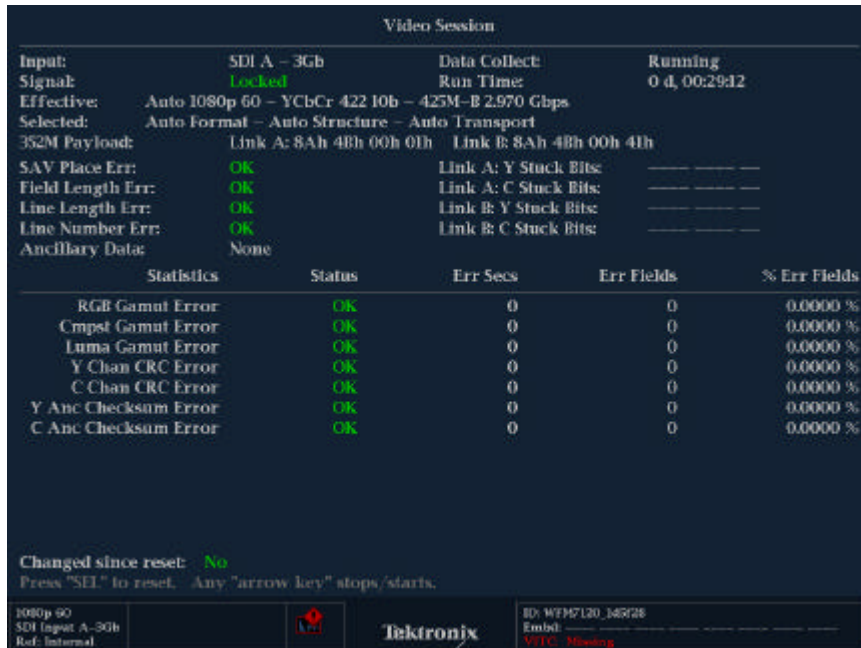 Video Session
Input: SDI A – 3Gb Data Collect: Running
Signal: Locked Run Time: 0 d, 00:29:12
Effective: Auto 1080p 60 – YCbCr 422 10b – 425M-B 2.970 Gbps
Selected: Auto Format – Auto Structure – Auto Transport
352M Payload: Link A: 8Ah 4Bh 00h 01h Link B: 8Ah 4Bh 00h 41h
SAV Place Err: OK Link A: Y Stuck Bits: ---- ---- --
Field Length Err: OK Link A: C Stuck Bits: ---- ---- --
Line Length Err: OK Link B: Y Stuck Bits: ---- ---- --
Line Number Err: OK Link B: C Stuck Bits: ---- ---- --
Ancillary Data: None
Statistics Status Err Secs Err Fields % Err Fields
RGB Gamut Error OK 0 0 0.0000 %
Cmpst Gamut Error OK 0 0 0.0000 %
Luma Gamut Error OK 0 0 0.0000 %
Y Chan CRC Error OK 0 0 0.0000 %
C Chan CRC Error OK 0 0 0.0000 %
Y Anc Checksum Error OK 0 0 0.0000 %
C Anc Checksum Error OK 0 0 0.0000 %
Changed since reset: No
Press "SEL" to reset. Any "arrow key" stops/starts.
1080p 60
SDI Input A-3Gb
Ref: Internal
Tektronix
ID: WFM7120_145f28
Embd: -- -- -- -- -- -- -- --
VITC: Missing